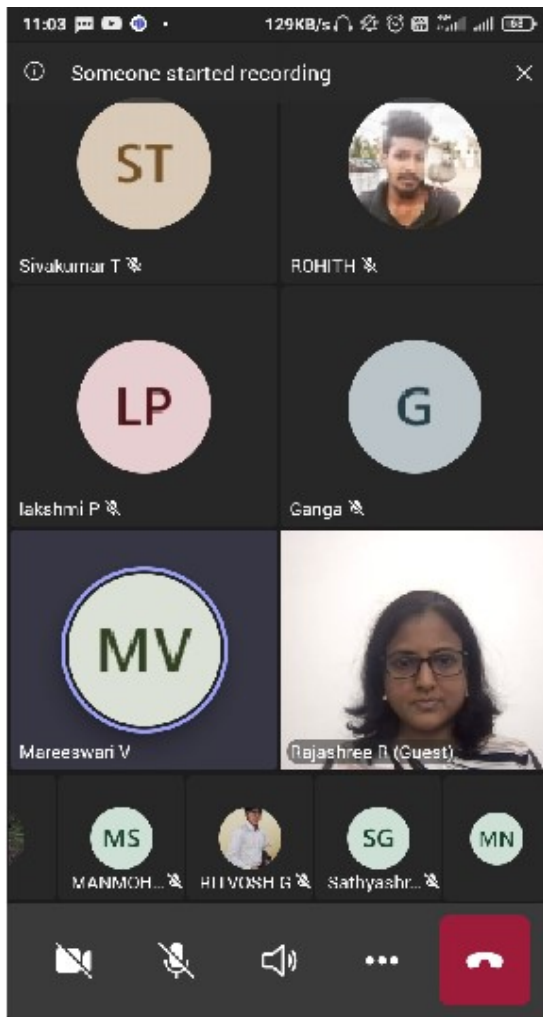 11:03 129KB/s 68
Someone started recording
ST
Sivakumar T
ROHITH
LP
lakshmi P
G
Ganga
MV
Mareeswari V
Rajashree R (Guest)
MS
MANMOH...
SG
Sathyashr...
MN